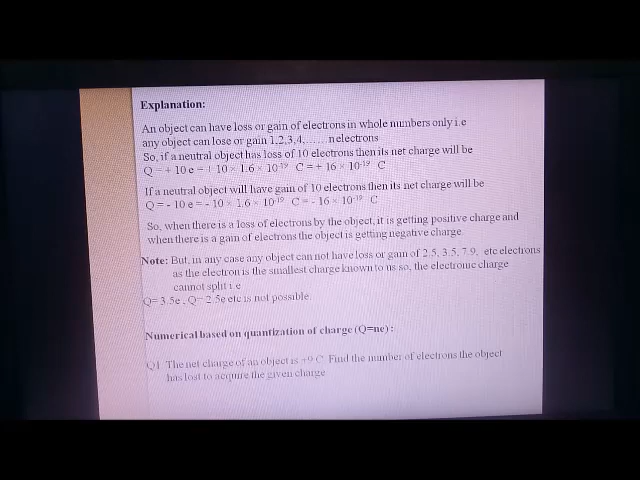 Explanation:
An object can have loss or gain of electrons in whole numbers only i.e
any object can lose or gain 1,2,3,4,…… n electrons
So, if a neutral object has loss of 10 electrons then its net charge will be
Q = + 10 e = + 10 × 1.6 × 10⁻¹⁹ C = + 16 × 10⁻¹⁹ C
If a neutral object will have gain of 10 electrons then its net charge will be
Q = - 10 e = - 10 × 1.6 × 10⁻¹⁹ C = - 16 × 10⁻¹⁹ C
So, when there is a loss of electrons by the object, it is getting positive charge and
when there is a gain of electrons the object is getting negative charge
Note: But, in any case any object can not have loss or gain of 2.5, 3.5, 7.9, etc electrons
as the electron is the smallest charge known to us so, the electronic charge
cannot split i.e
Q= 3.5e , Q= 2.5e etc is not possible.
Numerical based on quantization of charge (Q=ne) :
Q1 The net charge of an object is +9 C. Find the number of electrons the object
has lost to acquire the given charge